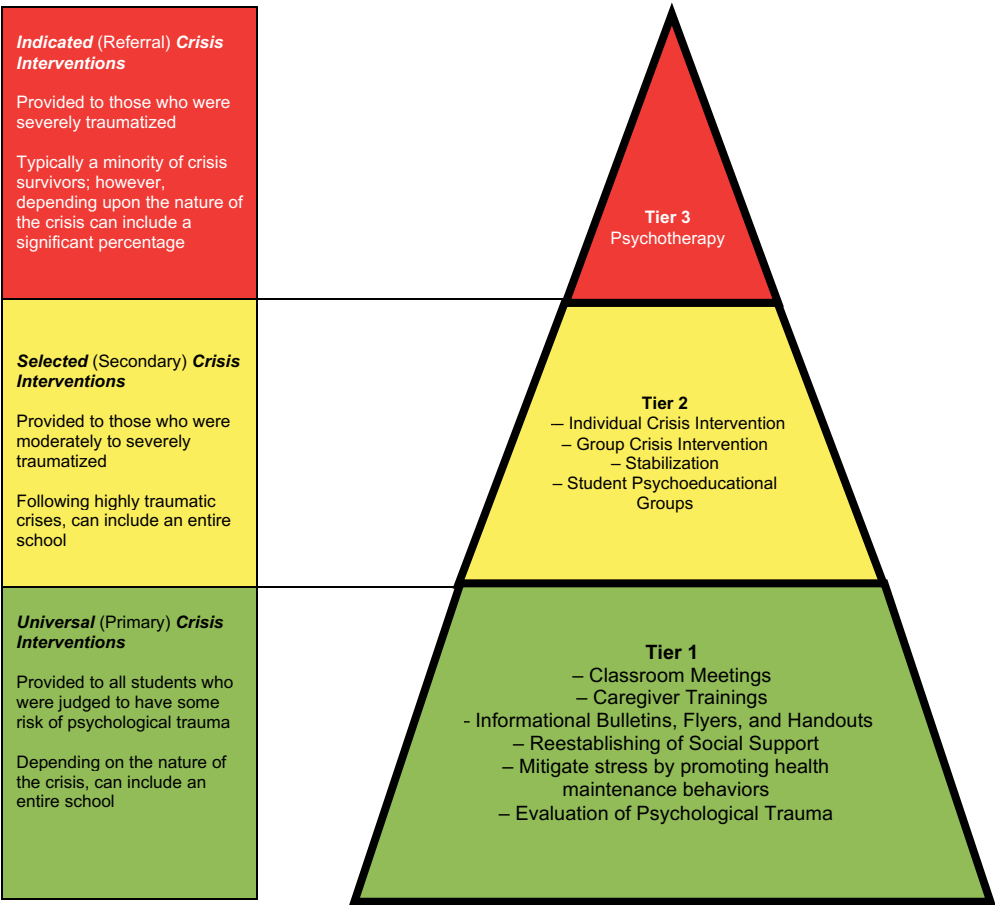 Indicated (Referral) Crisis
Interventions
Provided to those who were
severely traumatized
Typically a minority of crisis
survivors; however,
depending upon the nature of
the crisis can include a
significant percentage
Tier 3
Psychotherapy
Selected (Secondary) Crisis
Interventions
Provided to those who were
moderately to severely
traumatized
Following highly traumatic
crises, can include an entire
school
Tier 2
– Individual Crisis Intervention
– Group Crisis Intervention
– Stabilization
– Student Psychoeducational
Groups
Universal (Primary) Crisis
Interventions
Provided to all students who
were judged to have some
risk of psychological trauma
Depending on the nature of
the crisis, can include an
entire school
Tier 1
– Classroom Meetings
– Caregiver Trainings
- Informational Bulletins, Flyers, and Handouts
– Reestablishing of Social Support
– Mitigate stress by promoting health
maintenance behaviors
– Evaluation of Psychological Trauma